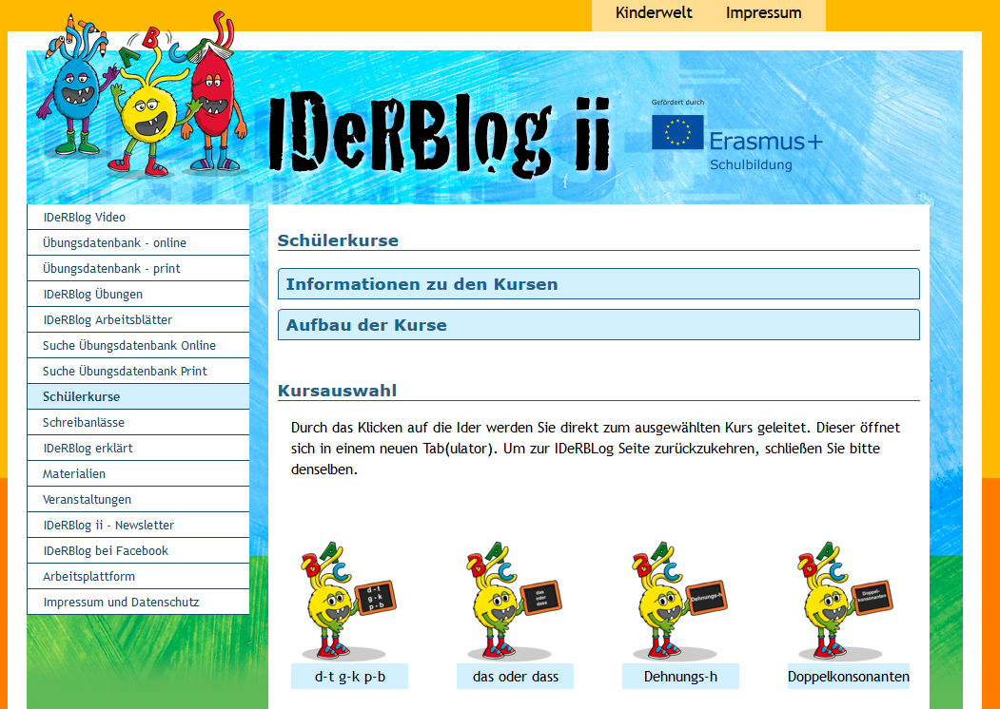 Kinderwelt Impressum
A B C
IDeRBlog ii
Gefördert durch
Erasmus+
Schulbildung
IDeRBlog Video
Übungsdatenbank - online
Übungsdatenbank - print
IDeRBlog Übungen
IDeRBlog Arbeitsblätter
Suche Übungsdatenbank Online
Suche Übungsdatenbank Print
Schülerkurse
Schreibanlässe
IDeRBlog erklärt
Materialien
Veranstaltungen
IDeRBlog ii - Newsletter
IDeRBlog bei Facebook
Arbeitsplattform
Impressum und Datenschutz
Schülerkurse
Informationen zu den Kursen
Aufbau der Kurse
Kursauswahl
Durch das Klicken auf die Ider werden Sie direkt zum ausgewählten Kurs geleitet. Dieser öffnet
sich in einem neuen Tab(ulator). Um zur IDeRBLog Seite zurückzukehren, schließen Sie bitte
denselben.
B A C
d-t
g-k
p-b
d-t g-k p-b
B A C
das
oder
dass
das oder dass
B A C
Dehnungs-h
Dehnungs-h
B A C
Doppel-
konsonanten
Doppelkonsonanten